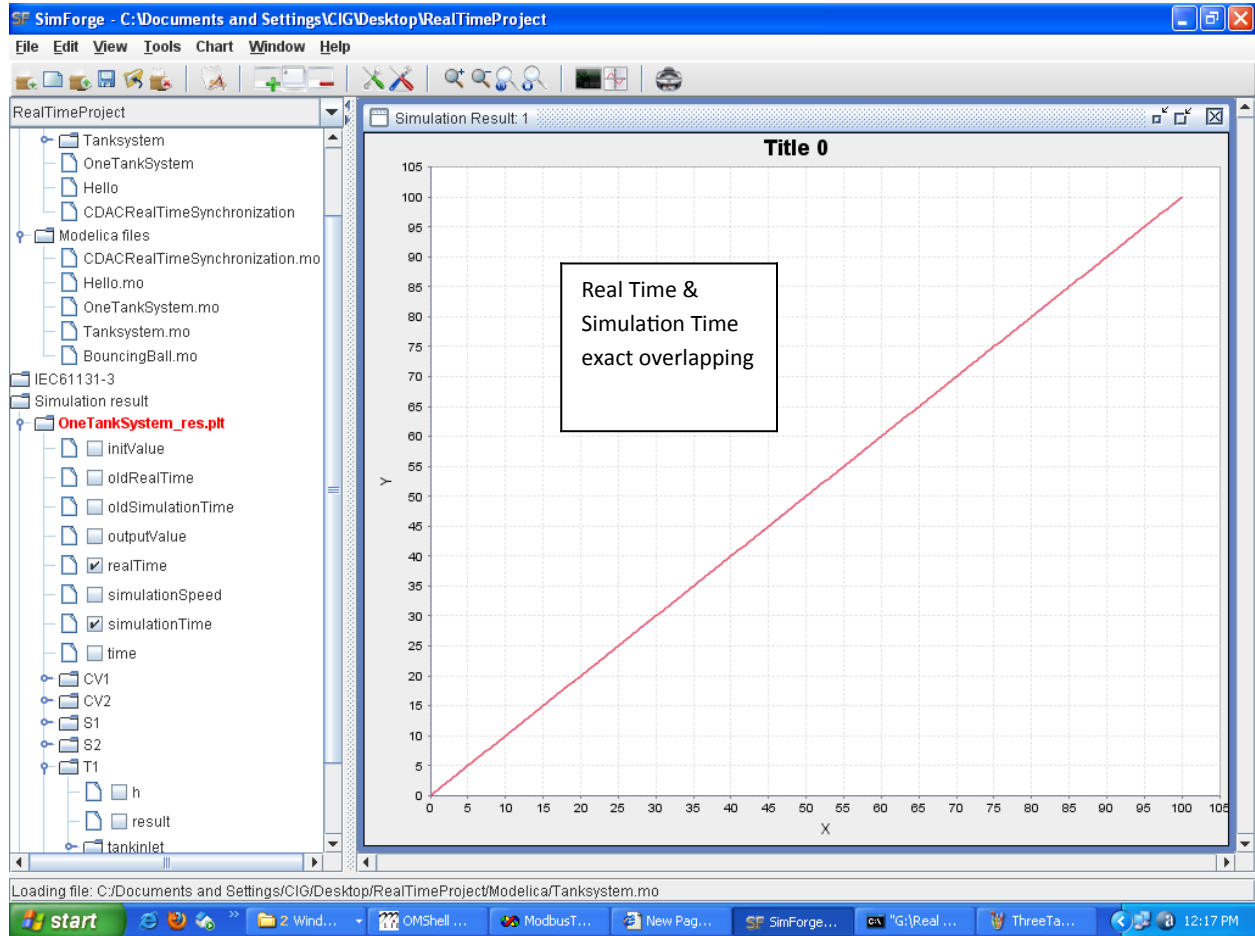 SF SimForge - C:\Documents and Settings\CIG\Desktop\RealTimeProject
File Edit View Tools Chart Window Help
RealTimeProject
Tanksystem
OneTankSystem
Hello
CDACRealTimeSynchronization
Modelica files
CDACRealTimeSynchronization.mo
Hello.mo
OneTankSystem.mo
Tanksystem.mo
BouncingBall.mo
IEC61131-3
Simulation result
OneTankSystem_res.plt
initValue
oldRealTime
oldSimulationTime
outputValue
realTime
simulationSpeed
simulationTime
time
CV1
CV2
S1
S2
T1
h
result
tankinlet
Simulation Result: 1
Title 0
105
100
95
90
85
80
75
70
65
60
55
50
45
40
35
30
25
20
15
10
5
0
Y
Real Time &
Simulation Time
exact overlapping
0 5 10 15 20 25 30 35 40 45 50 55 60 65 70 75 80 85 90 95 100 105
X
Loading file: C:/Documents and Settings/CIG/Desktop/RealTimeProject/Modelica/Tanksystem.mo
start » 2 Wind... OMShell ... ModbusT... New Pag... SF SimForge... "G:\Real ... ThreeTa... 12:17 PM